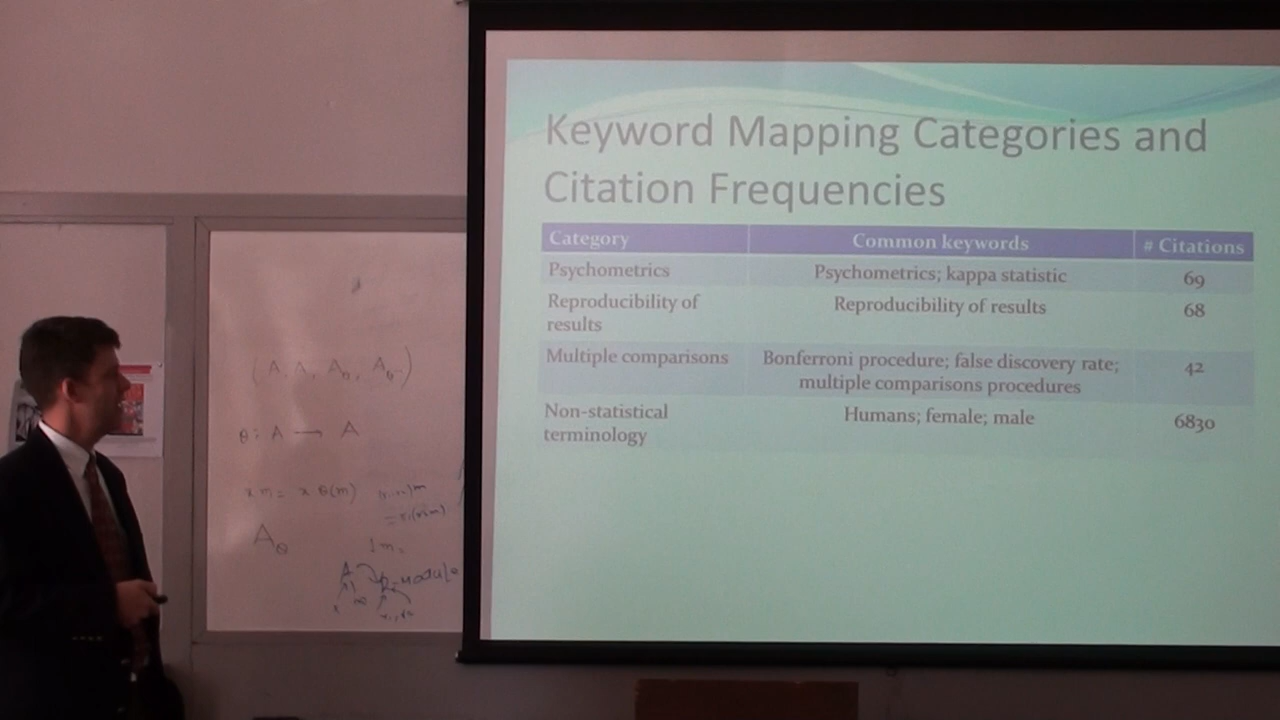 Keyword Mapping Categories and
Citation Frequencies
Category Common keywords # Citations
Psychometrics Psychometrics; kappa statistic 69
Reproducibility of Reproducibility of results 68
results
Multiple comparisons Bonferroni procedure; false discovery rate; 42
multiple comparisons procedures
Non-statistical Humans; female; male 6830
terminology
θ: A → A
x θ(m)
A_θ
1m
R-module